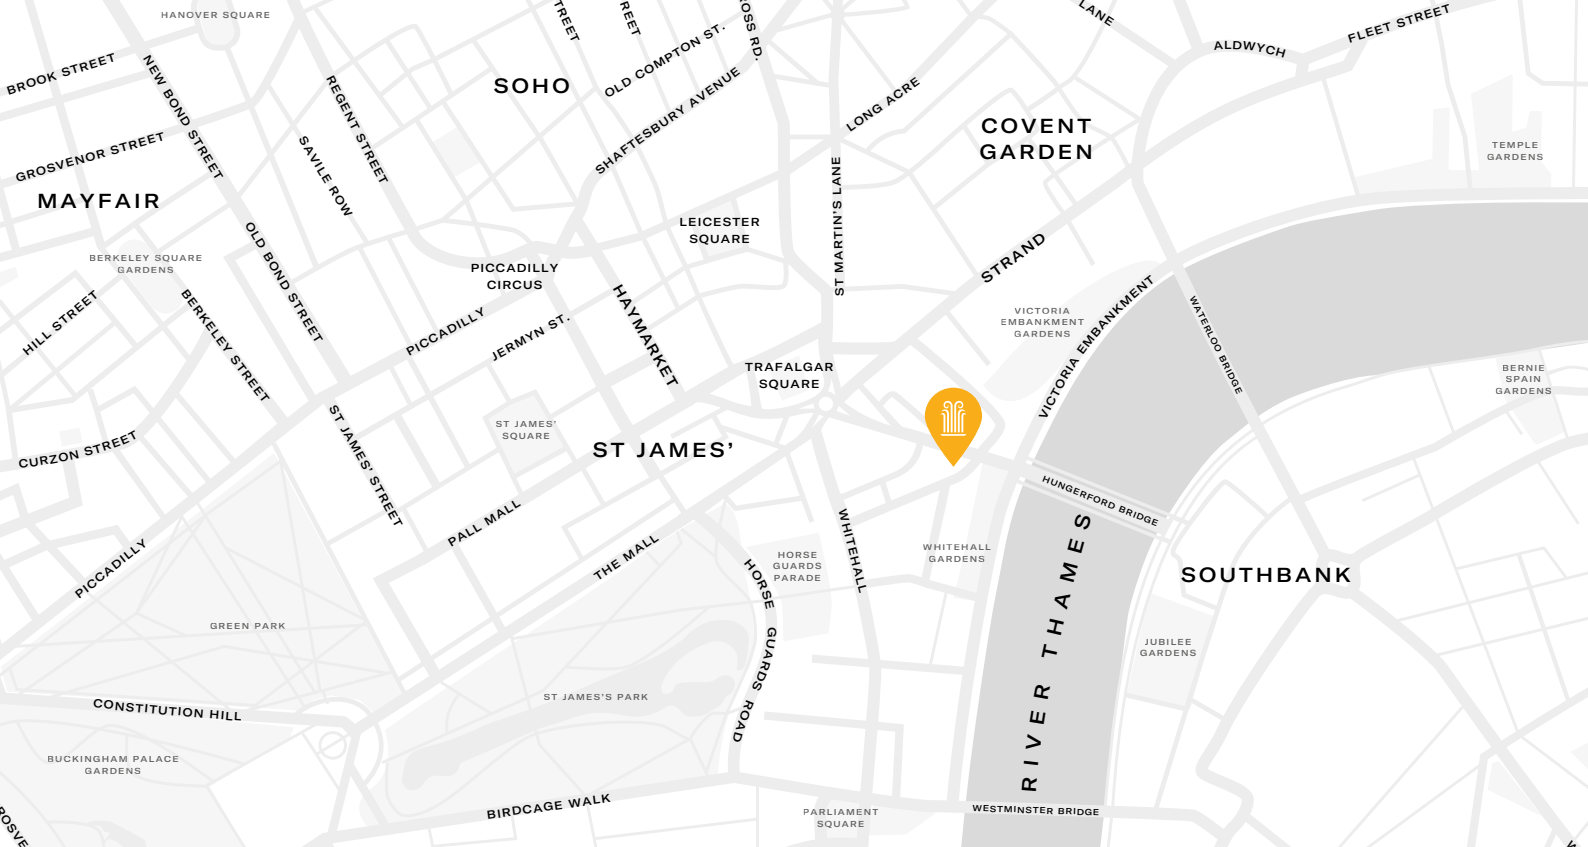 HANOVER SQUARE
BROOK STREET
NEW BOND STREET
REGENT STREET
TREET
REET
OLD COMPTON ST.
OSS RD.
SOHO
SHAFTESBURY AVENUE
LANE
ALDWYCH
FLEET STREET
LONG ACRE
COVENT
GARDEN
TEMPLE
GARDENS
GROSVENOR STREET
SAVILE ROW
MAYFAIR
ST MARTIN'S LANE
LEICESTER
SQUARE
OLD BOND STREET
BERKELEY SQUARE
GARDENS
PICCADILLY
CIRCUS
STRAND
HILL STREET
BERKELEY STREET
PICCADILLY
JERMYN ST.
HAYMARKET
VICTORIA
EMBANKMENT
GARDENS
VICTORIA EMBANKMENT
WATERLOO BRIDGE
TRAFALGAR
SQUARE
BERNIE
SPAIN
GARDENS
ST JAMES'
SQUARE
ST JAMES’
CURZON STREET
ST JAMES' STREET
HUNGERFORD BRIDGE
PALL MALL
THE MALL
WHITEHALL
WHITEHALL
GARDENS
HORSE
GUARDS
PARADE
PICCADILLY
SOUTHBANK
HORSE GUARDS ROAD
RIVER THAMES
GREEN PARK
JUBILEE
GARDENS
ST JAMES'S PARK
CONSTITUTION HILL
BUCKINGHAM PALACE
GARDENS
BIRDCAGE WALK
PARLIAMENT
SQUARE
WESTMINSTER BRIDGE
ROSVE